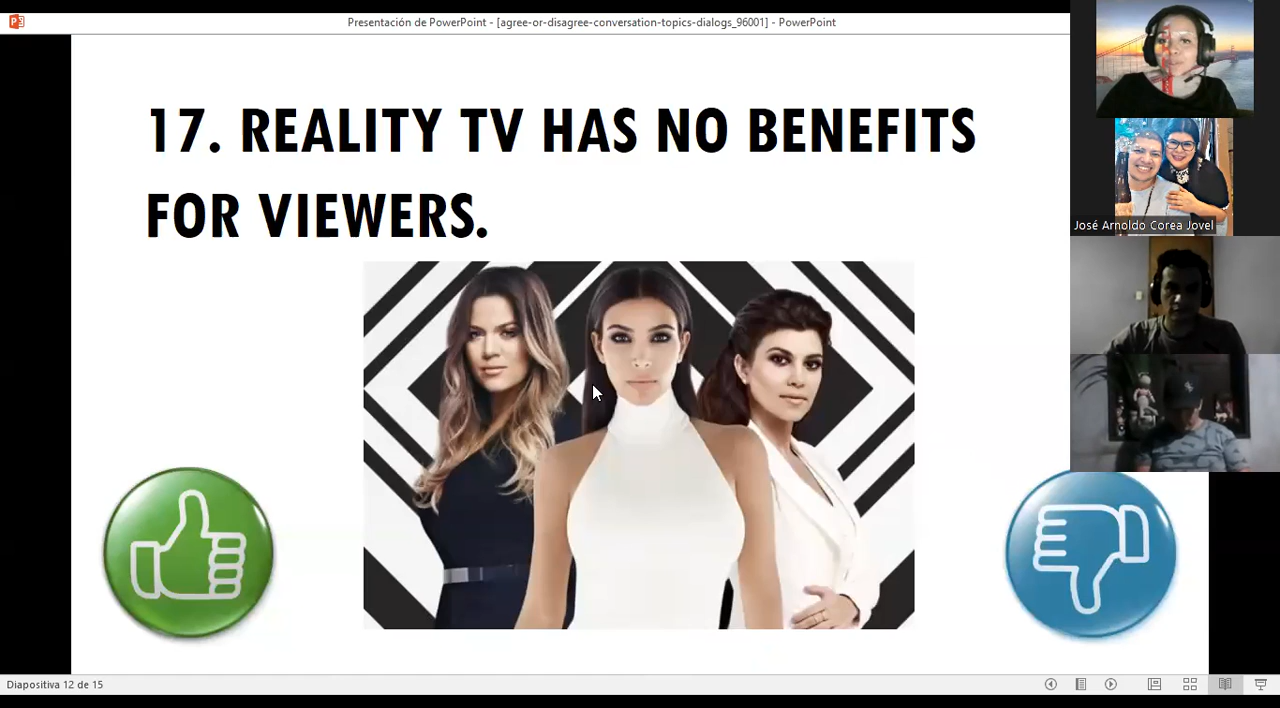 Presentación de PowerPoint - [agree-or-disagree-conversation-topics-dialogs_96001] - PowerPoint
17. REALITY TV HAS NO BENEFITS
FOR VIEWERS.
José Arnoldo Corea Jovel
Diapositiva 12 de 15